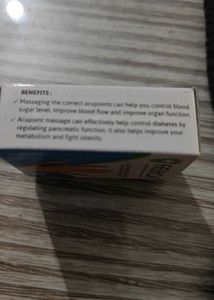 BENEFITS :
✓ Massaging the correct acupoints can help you control blood
sugar level, improve blood flow and improve organ function.
✓ Acupoint massage can effectively help control diabetes by
regulating pancreatic function. It also helps improve your
metabolism and fight obesity.